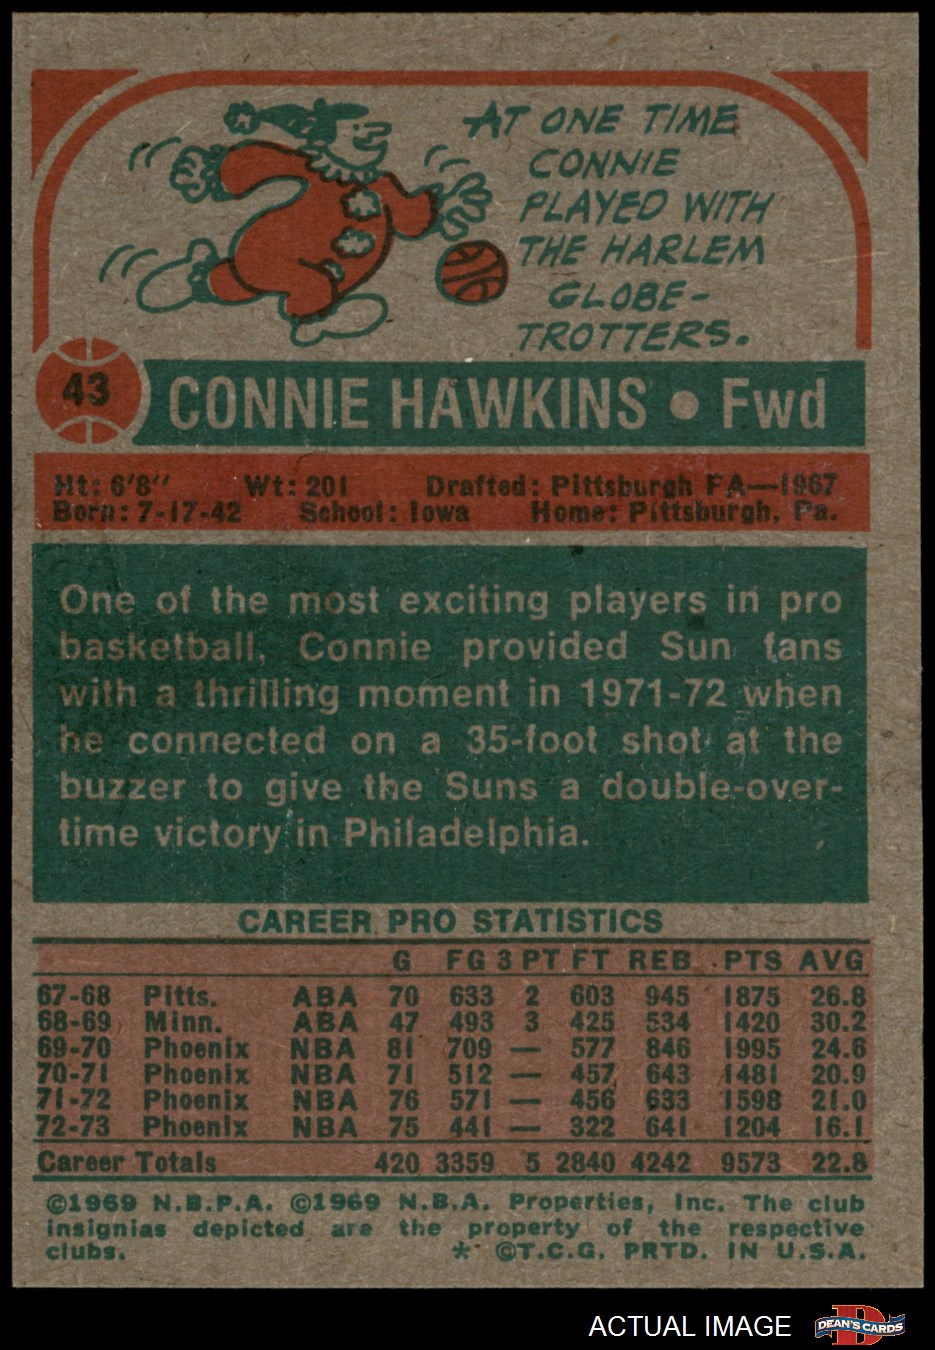 AT ONE TIME
CONNIE
PLAYED WITH
THE HARLEM
GLOBE-
TROTTERS.
43 CONNIE HAWKINS • Fwd
Ht: 6'8" Wt: 201 Drafted: Pittsburgh FA—1967
Born: 7-17-42 School: Iowa Home: Pittsburgh, Pa.
One of the most exciting players in pro
basketball, Connie provided Sun fans
with a thrilling moment in 1971-72 when
he connected on a 35-foot shot at the
buzzer to give the Suns a double-over-
time victory in Philadelphia.
CAREER PRO STATISTICS
G FG 3 PT FT REB PTS AVG
67-68 Pitts. ABA 70 633 2 603 945 1875 26.8
68-69 Minn. ABA 47 493 3 425 534 1420 30.2
69-70 Phoenix NBA 81 709 — 577 846 1995 24.6
70-71 Phoenix NBA 71 512 — 457 643 1481 20.9
71-72 Phoenix NBA 76 571 — 456 633 1598 21.0
72-73 Phoenix NBA 75 441 — 322 641 1204 16.1
Career Totals 420 3359 5 2840 4242 9573 22.8
©1969 N.B.P.A. ©1969 N.B.A. Properties, Inc. The club
insignias depicted are the property of the respective
clubs. * ©T.C.G. PRTD. IN U.S.A.
ACTUAL IMAGE D DEAN'S CARDS